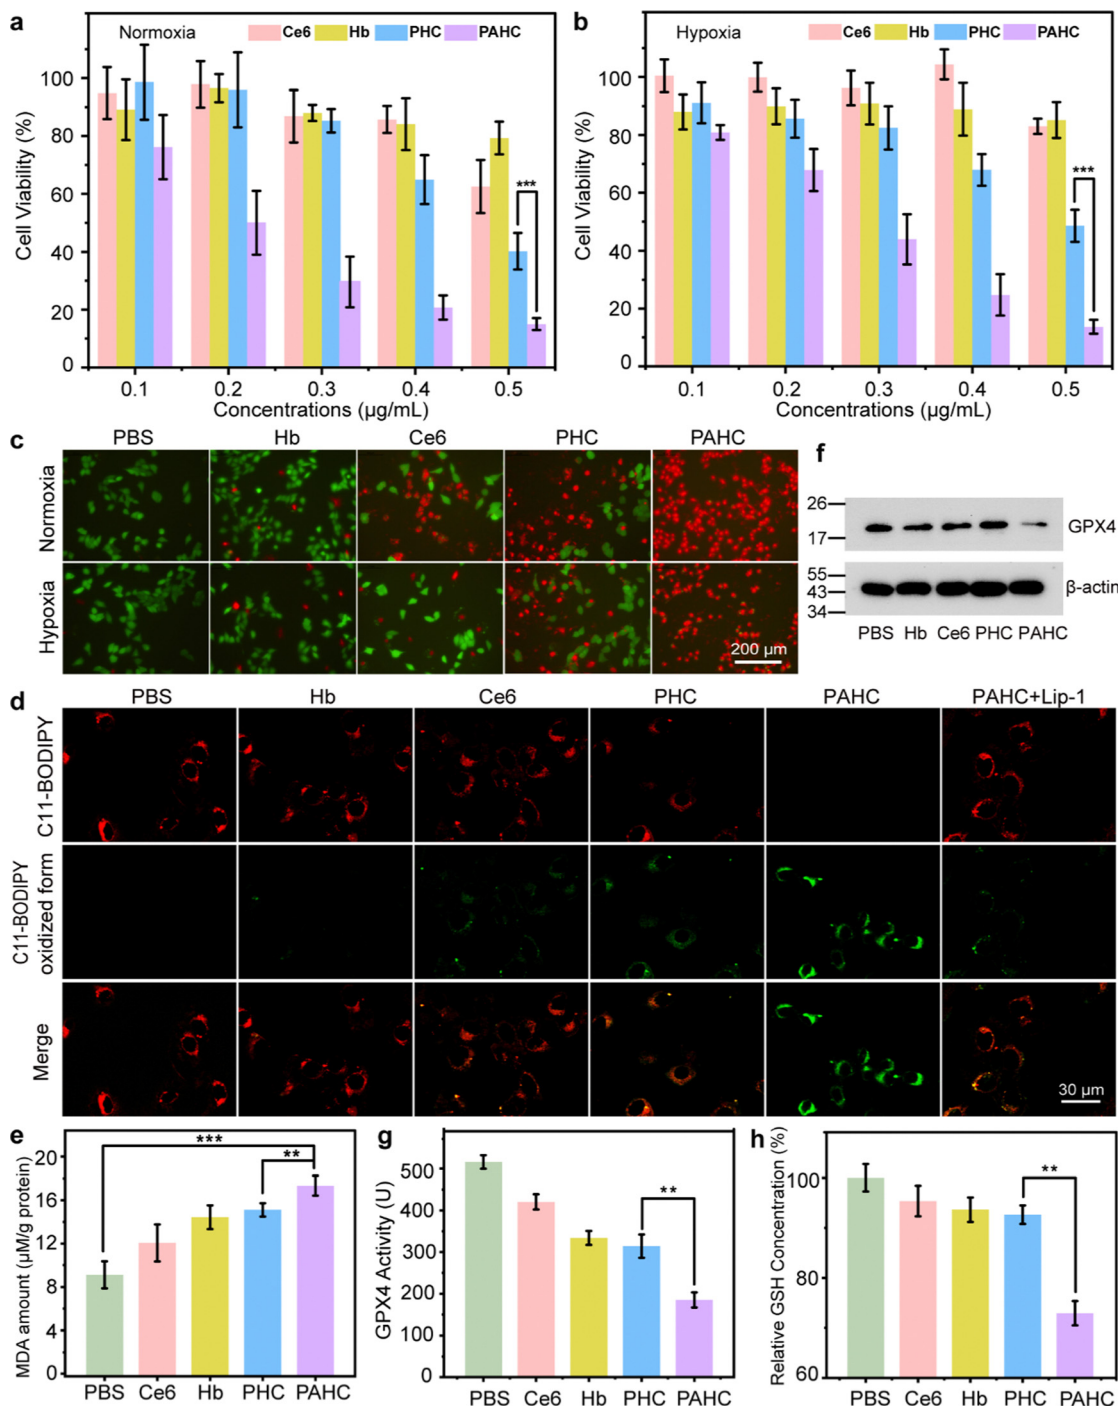 a
Normoxia
Ce6 Hb PHC PAHC
Cell Viability (%)
100
80
60
40
20
0
***
0.1 0.2 0.3 0.4 0.5
Concentrations (μg/mL)
b
Hypoxia
Ce6 Hb PHC PAHC
Cell Viability (%)
100
80
60
40
20
0
***
0.1 0.2 0.3 0.4 0.5
Concentrations (μg/mL)
c
PBS Hb Ce6 PHC PAHC
Normoxia
Hypoxia
200 μm
f
26
17
GPX4
55
43
34
β-actin
PBS Hb Ce6 PHC PAHC
d
PBS Hb Ce6 PHC PAHC PAHC+Lip-1
C11-BODIPY
C11-BODIPY
oxidized form
Merge
30 μm
e
MDA amount (μM/g protein)
20
16
12
8
4
0
***
**
PBS Ce6 Hb PHC PAHC
g
GPX4 Activity (U)
500
400
300
200
100
0
**
PBS Ce6 Hb PHC PAHC
h
Relative GSH Concentration (%)
100
80
60
**
PBS Ce6 Hb PHC PAHC